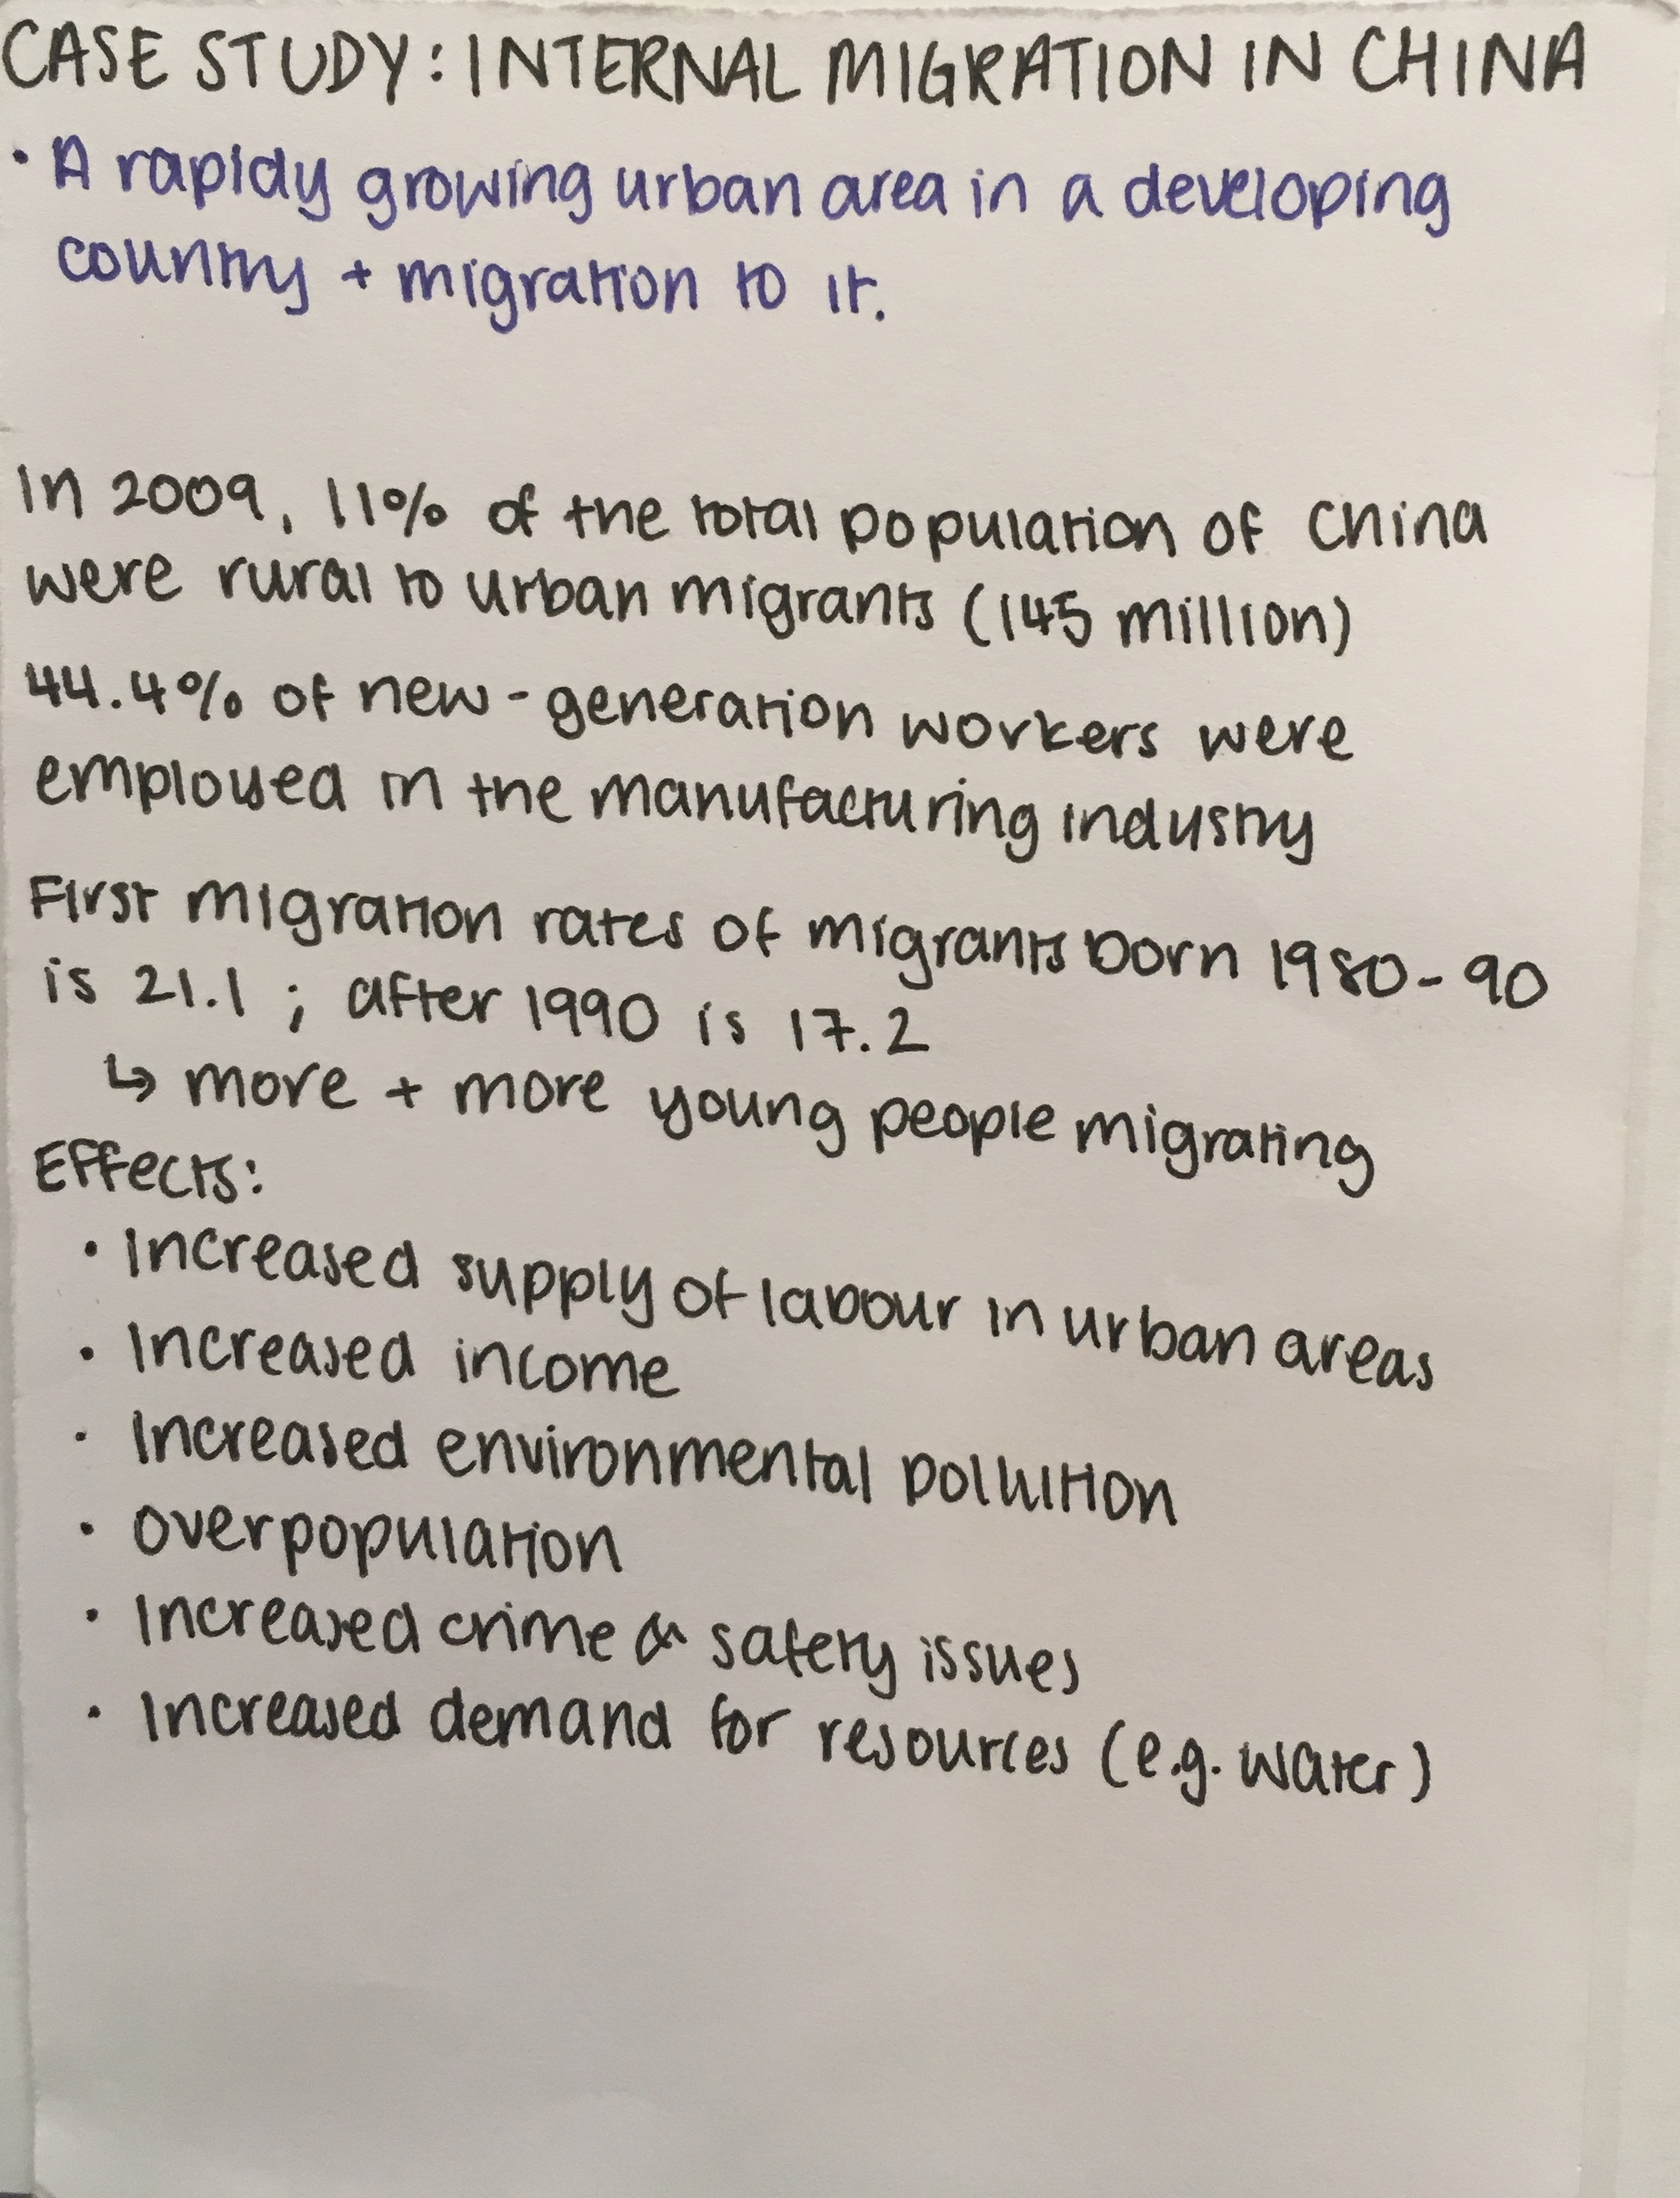 CASE STUDY: INTERNAL MIGRATION IN CHINA
• A rapidly growing urban area in a developing
country + migration to it.
In 2009, 11% of the total population of China
were rural to urban migrants (145 million)
44.4% of new-generation workers were
employed in the manufacturing industry
First migration rates of migrants born 1980-90
is 21.1; after 1990 is 17.2
↳ more + more young people migrating
Effects:
• Increased supply of labour in urban areas
• Increased income
• Increased environmental pollution
• Overpopulation
• Increased crime & safety issues
• Increased demand for resources (e.g. water)